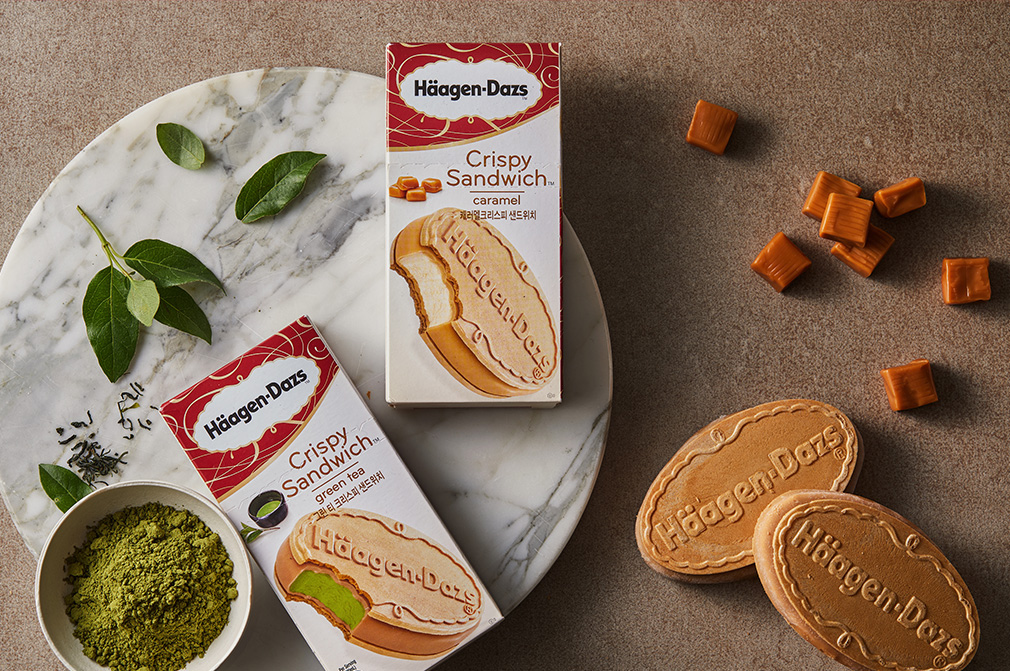 Häagen-Dazs
Crispy
Sandwich™
caramel
캐러멜크리스피 샌드위치
Häagen-Dazs®
Häagen-Dazs
Crispy
Sandwich™
green tea
그린 티 크리스피 샌드위치
Häagen-Dazs®
Häagen-Dazs®
Häagen-Dazs®